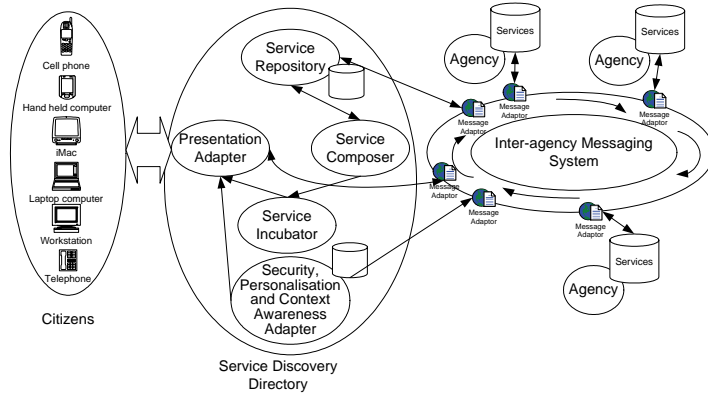 Cell phone
Hand held computer
iMac
Laptop computer
Workstation
Telephone
Citizens
Service
Repository
Presentation
Adapter
Service
Composer
Service
Incubator
Security,
Personalisation
and Context
Awareness
Adapter
Service Discovery
Directory
Services
Agency
Services
Agency
Message
Adaptor
Message
Adaptor
Message
Adaptor
Inter-agency Messaging
System
Message
Adaptor
Message
Adaptor
Message
Adaptor
Services
Agency